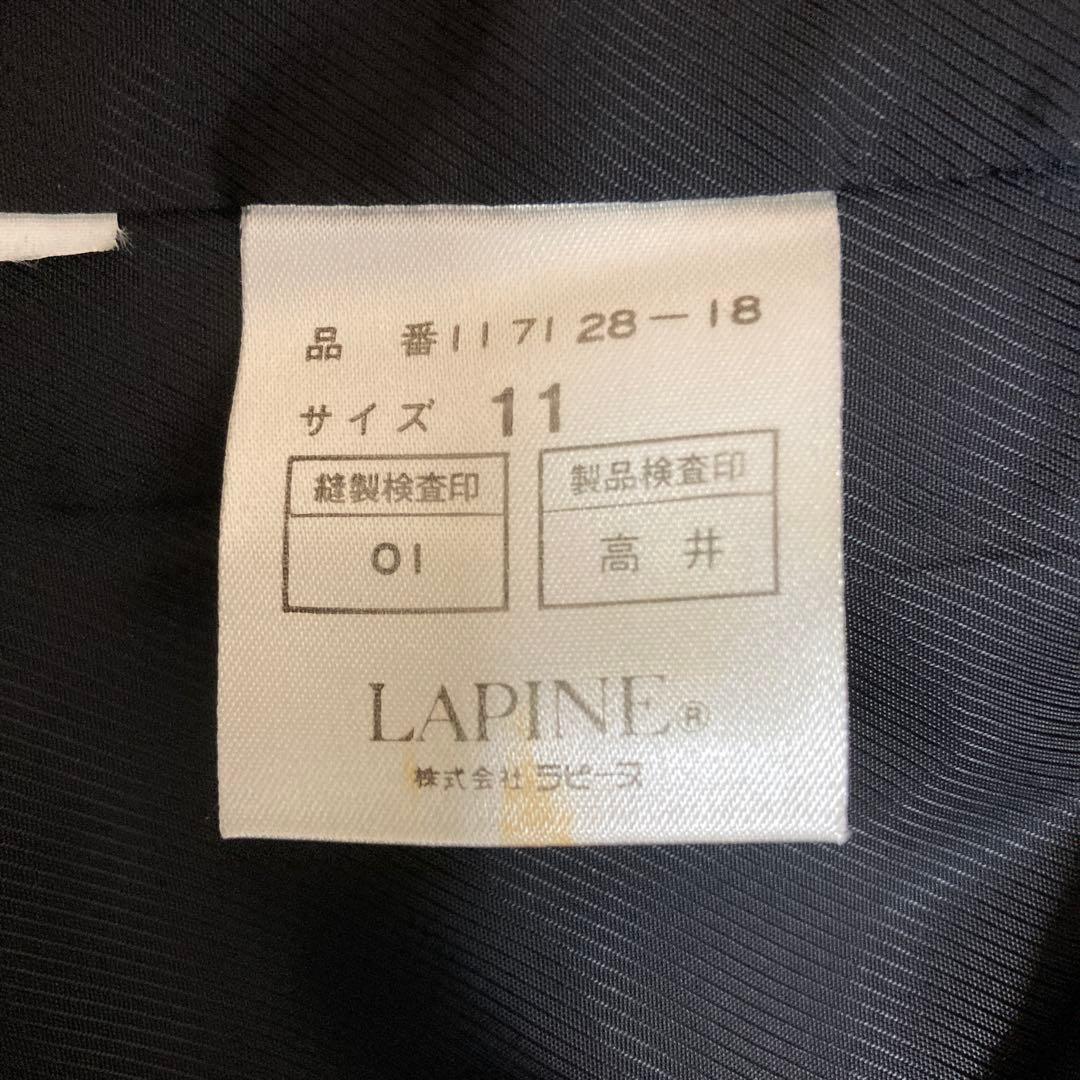 品 番117128-18
サイズ 11
縫製検査印 製品検査印
01 高井
LAPINE®
株式会社ラピーヌ